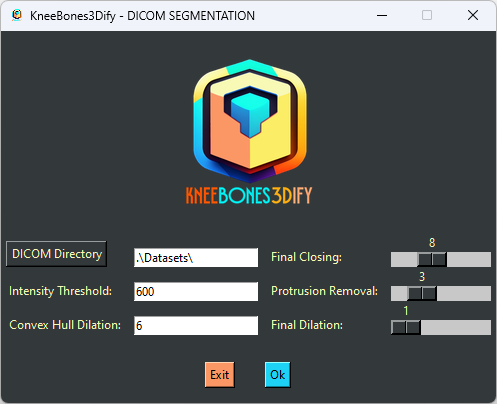 KneeBones3Dify - DICOM SEGMENTATION
KNEEBONES3DIFY
8
DICOM Directory .\Datasets\ Final Closing:
3
Intensity Threshold: 600 Protrusion Removal:
1
Convex Hull Dilation: 6 Final Dilation:
Exit Ok